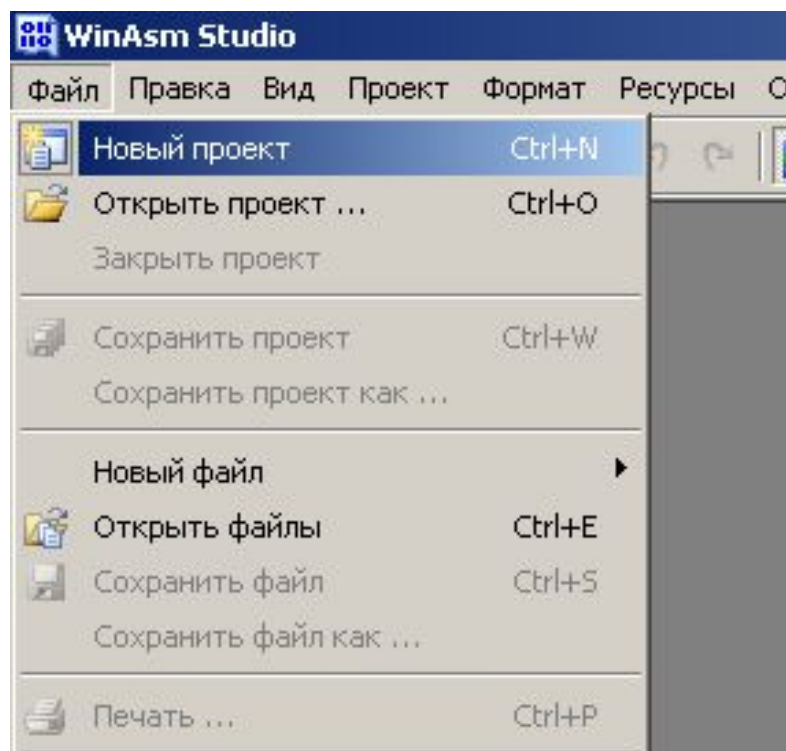 WinAsm Studio
Файл Правка Вид Проект Формат Ресурсы
Новый проект Ctrl+N
Открыть проект ... Ctrl+O
Закрыть проект
Сохранить проект Ctrl+W
Сохранить проект как ...
Новый файл
Открыть файлы Ctrl+E
Сохранить файл Ctrl+S
Сохранить файл как ...
Печать ... Ctrl+P